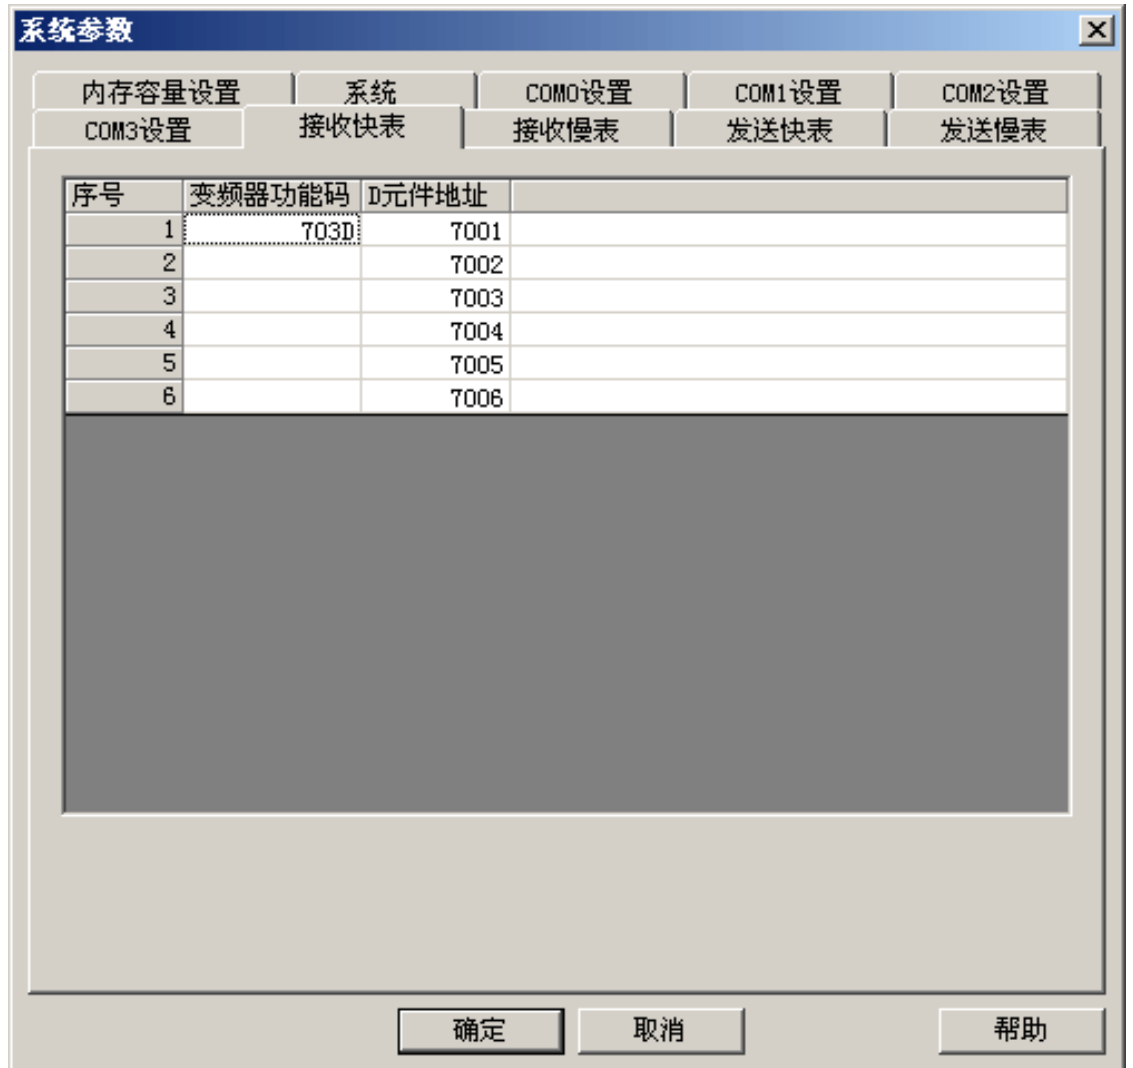 系统参数
内存容量设置 系统 COM0设置 COM1设置 COM2设置
COM3设置 接收快表 接收慢表 发送快表 发送慢表
序号 变频器功能码 D元件地址
1 703D 7001
2 7002
3 7003
4 7004
5 7005
6 7006
确定 取消 帮助